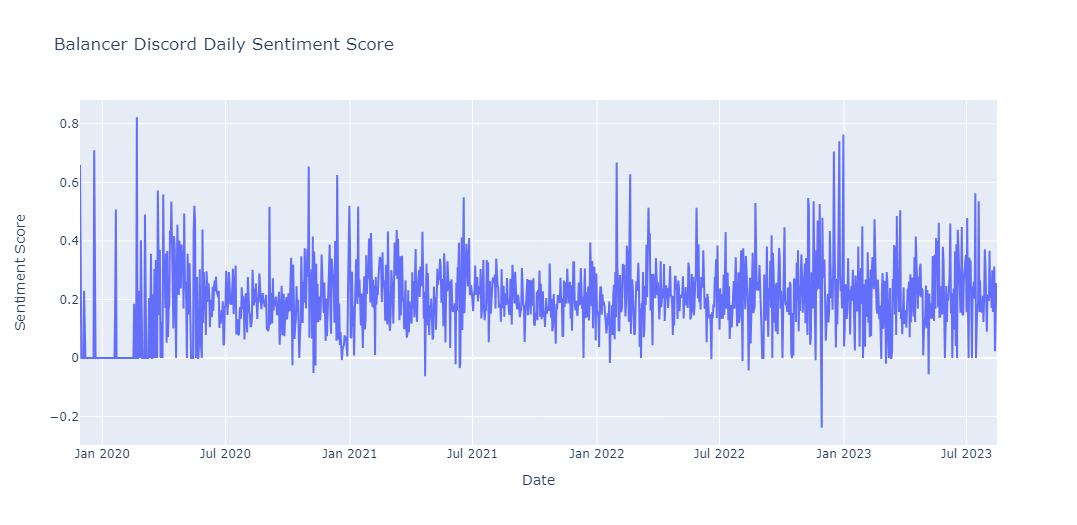 Balancer Discord Daily Sentiment Score
0.8
0.6
0.4
0.2
0
−0.2
Sentiment Score
Jan 2020 Jul 2020 Jan 2021 Jul 2021 Jan 2022 Jul 2022 Jan 2023 Jul 2023
Date